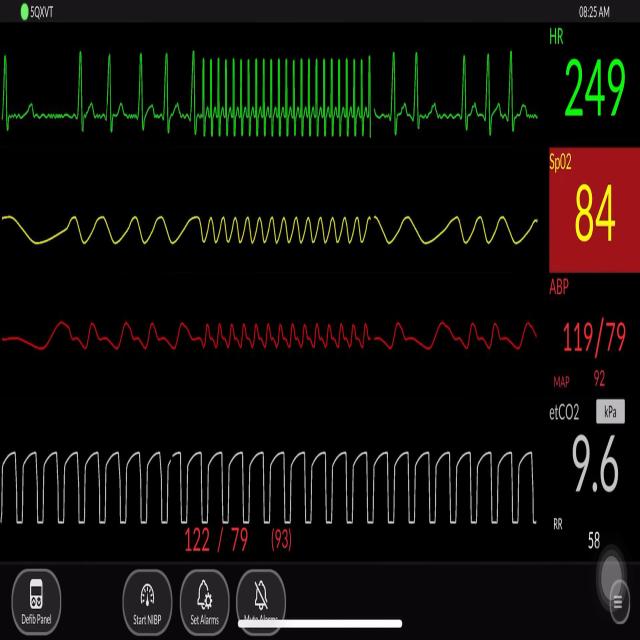 5QXVT
08:25 AM
HR
249
SpO2
84
ABP
119/79
MAP 92
etCO2 kPa
9.6
RR
58
122 / 79 (93)
Defib Panel
Start NIBP
Set Alarms
Mute Alarms